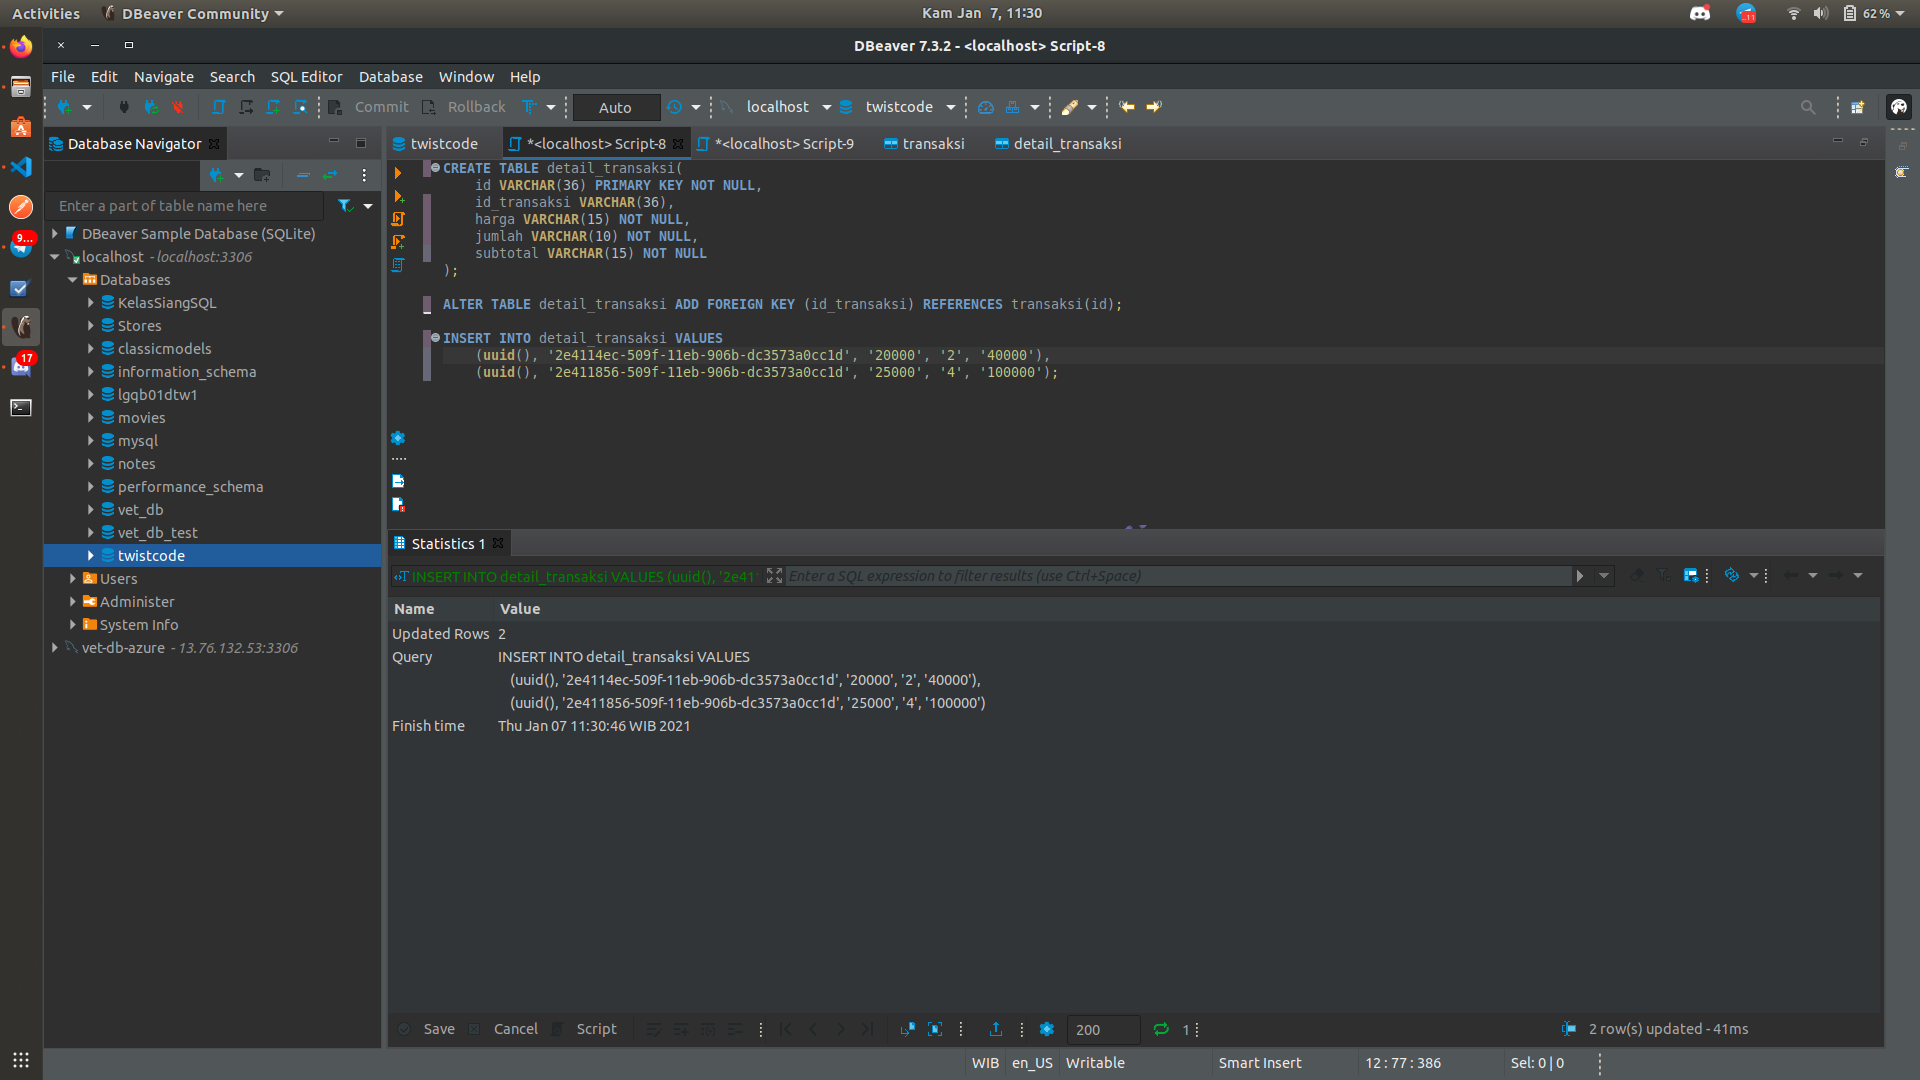 Activities
DBeaver Community
Kam Jan 7, 11:30
11
62 %
DBeaver 7.3.2 - <localhost> Script-8
File Edit Navigate Search SQL Editor Database Window Help
Commit Rollback Auto localhost twistcode
Database Navigator
twistcode
*<localhost> Script-8
*<localhost> Script-9
transaksi
detail_transaksi
Enter a part of table name here
DBeaver Sample Database (SQLite)
localhost - localhost:3306
Databases
KelasSiangSQL
Stores
classicmodels
information_schema
lgqb01dtw1
movies
mysql
notes
performance_schema
vet_db
vet_db_test
twistcode
Users
Administer
System Info
vet-db-azure - 13.76.132.53:3306
9...
17
CREATE TABLE detail_transaksi(
id VARCHAR(36) PRIMARY KEY NOT NULL,
id_transaksi VARCHAR(36),
harga VARCHAR(15) NOT NULL,
jumlah VARCHAR(10) NOT NULL,
subtotal VARCHAR(15) NOT NULL
);
ALTER TABLE detail_transaksi ADD FOREIGN KEY (id_transaksi) REFERENCES transaksi(id);
INSERT INTO detail_transaksi VALUES
(uuid(), '2e4114ec-509f-11eb-906b-dc3573a0cc1d', '20000', '2', '40000'),
(uuid(), '2e411856-509f-11eb-906b-dc3573a0cc1d', '25000', '4', '100000');
Statistics 1
INSERT INTO detail_transaksi VALUES (uuid(), '2e41
Enter a SQL expression to filter results (use Ctrl+Space)
Name Value
Updated Rows 2
Query INSERT INTO detail_transaksi VALUES
(uuid(), '2e4114ec-509f-11eb-906b-dc3573a0cc1d', '20000', '2', '40000'),
(uuid(), '2e411856-509f-11eb-906b-dc3573a0cc1d', '25000', '4', '100000')
Finish time Thu Jan 07 11:30:46 WIB 2021
Save Cancel Script 200 1 2 row(s) updated - 41ms
WIB en_US Writable Smart Insert 12 : 77 : 386 Sel: 0 | 0